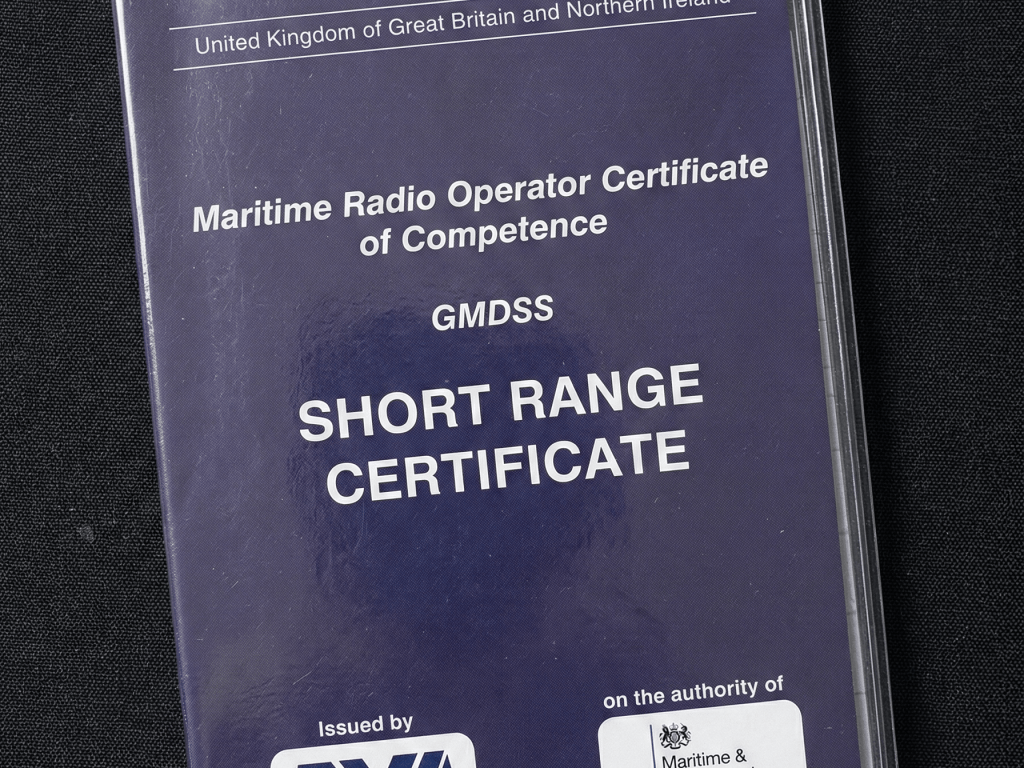 United Kingdom of Great Britain and Northern Ireland
Maritime Radio Operator Certificate
of Competence
GMDSS
SHORT RANGE
CERTIFICATE
Issued by
on the authority of
RYA
Maritime &